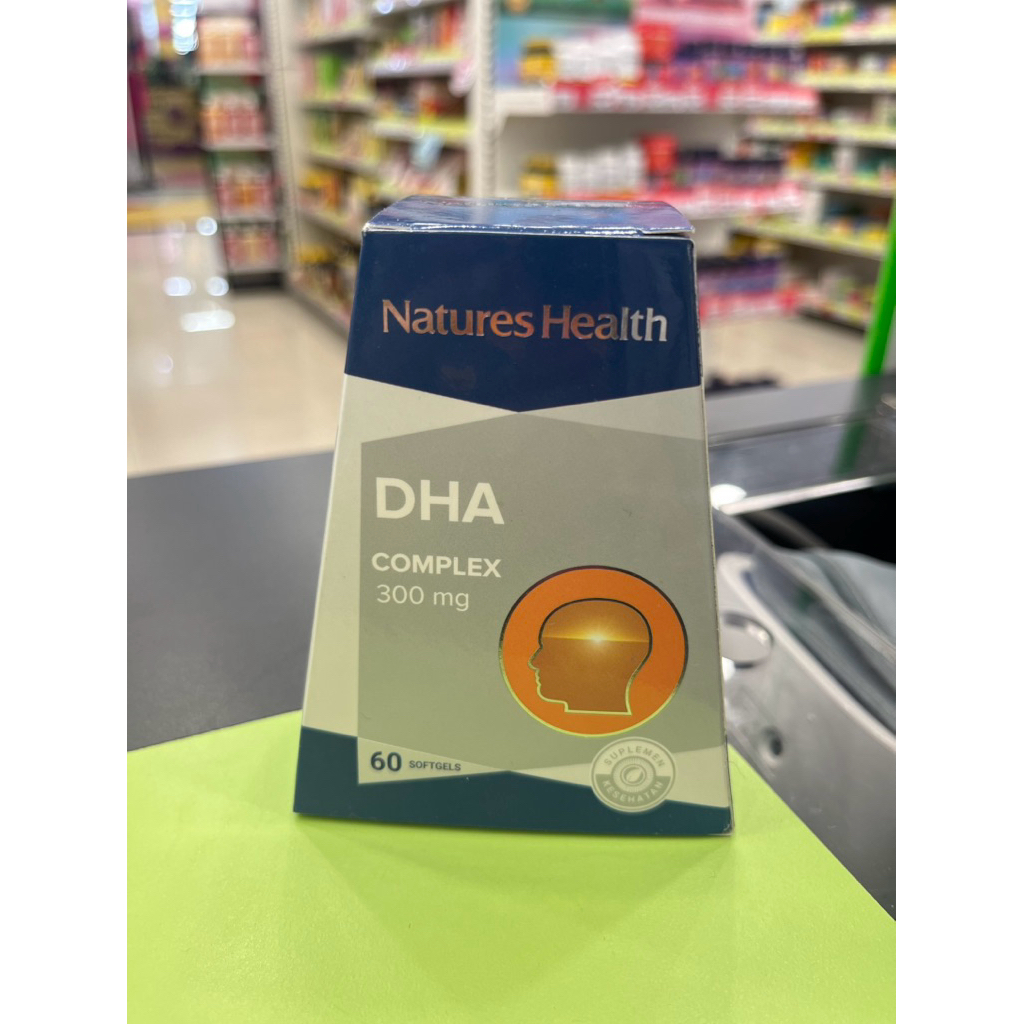 Natures Health
DHA
COMPLEX
300 mg
60 SOFTGELS
SUPLEMEN
KESEHATAN